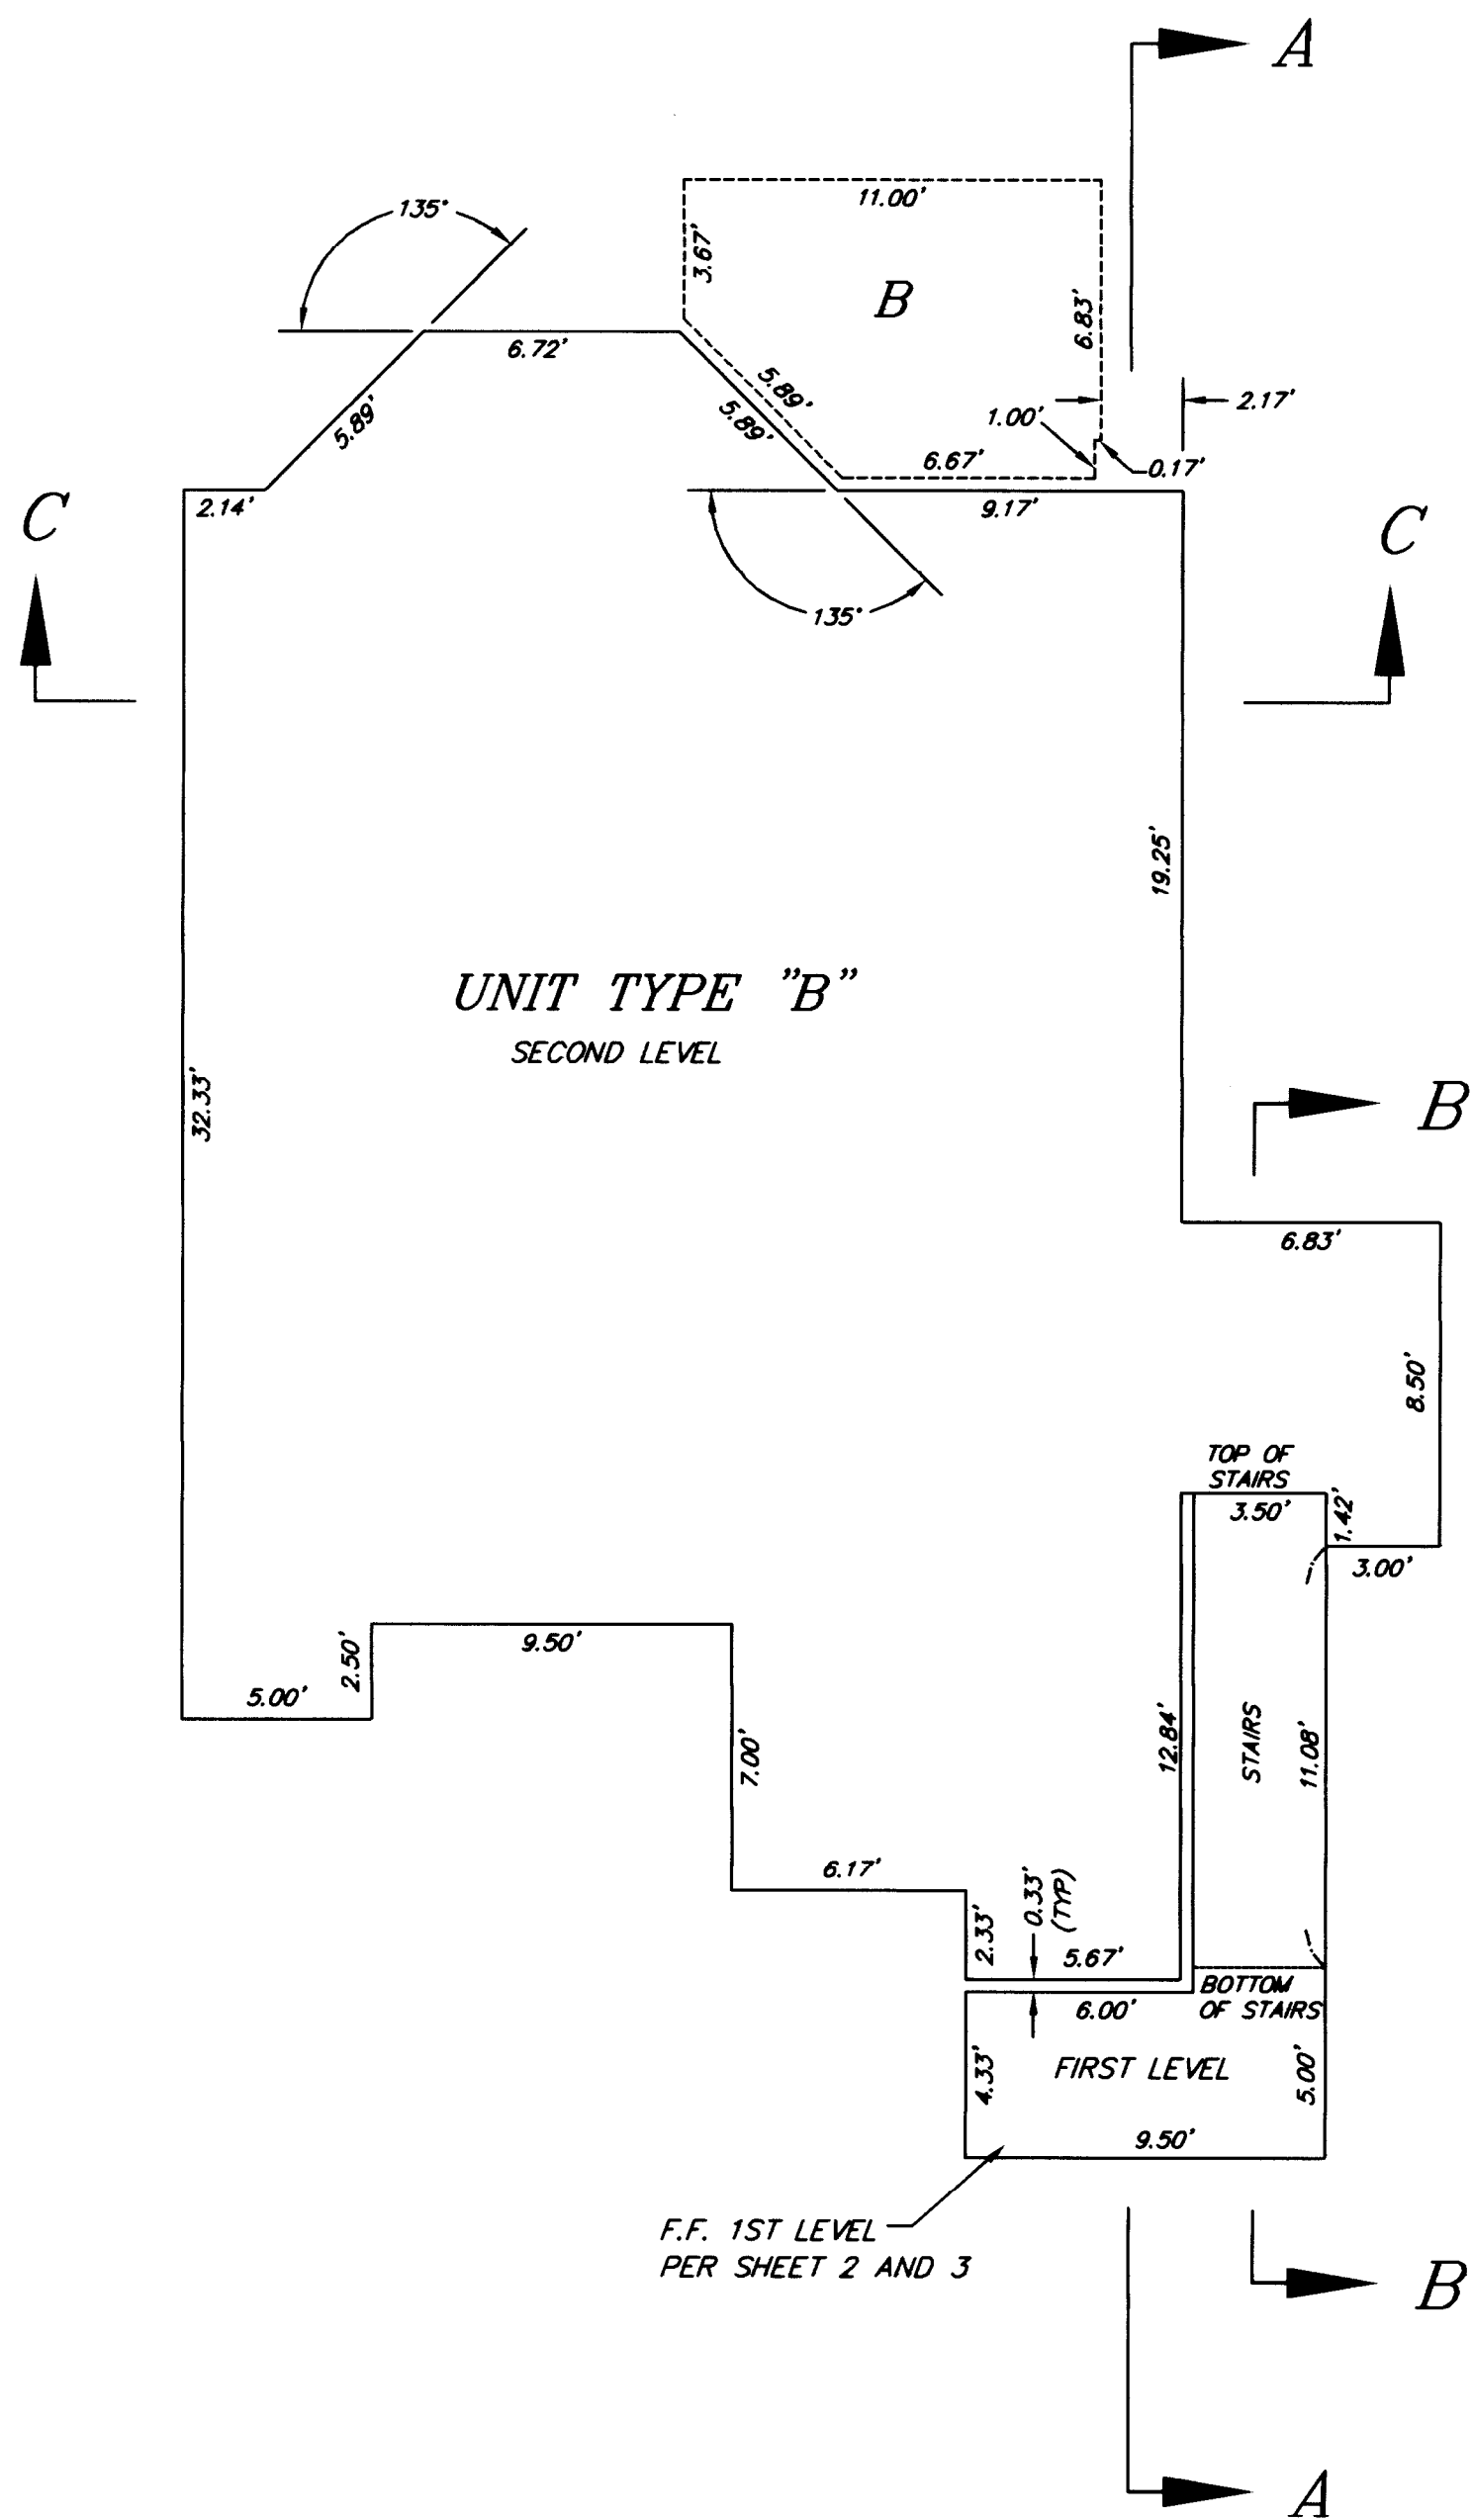 A
135°
11.00'
3.67'
B
6.83'
6.72'
5.89'
5.89'
5.89'
1.00'
2.17'
6.67'
0.17'
2.14'
9.17'
C
C
135°
19.25'
UNIT TYPE "B"
SECOND LEVEL
32.33'
B
6.83'
8.50'
TOP OF
STAIRS
3.50'
1.42'
3.00'
9.50'
2.50'
5.00'
7.00'
12.84'
STAIRS
11.08'
6.17'
0.33'
(TYP)
2.33'
5.67'
BOTTOM
OF STAIRS
6.00'
4.33'
FIRST LEVEL
5.00'
9.50'
F.F. 1ST LEVEL
PER SHEET 2 AND 3
B
A